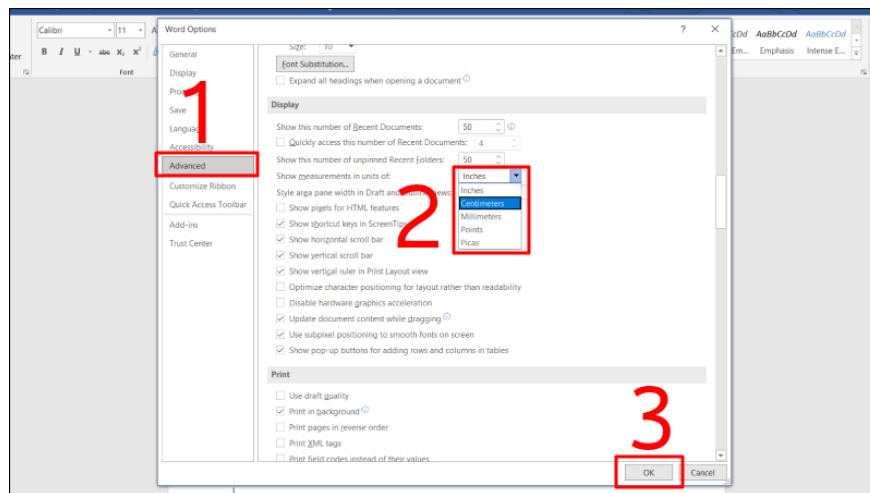 Calibri 11 A
B I U abc X₂ X²
Font
Word Options ? ×
AaBbCcDd AaBbCcDd
Em... Emphasis Intense E...
General
Display
Save
Language
Accessibility
Advanced
Customize Ribbon
Quick Access Toolbar
Add-ins
Trust Center
1
Size: 10
Font Substitution...
Expand all headings when opening a document
Display
Show this number of Recent Documents: 50
Quickly access this number of Recent Documents: 4
Show this number of unpinned Recent Folders: 50
Show measurements in units of: Inches
Inches
Centimeters
Millimeters
Points
Picas
2
Style area pane width in Draft and Outline views:
Show pixels for HTML features
Show shortcut keys in ScreenTips
Show horizontal scroll bar
Show vertical scroll bar
Show vertical ruler in Print Layout view
Optimize character positioning for layout rather than readability
Disable hardware graphics acceleration
Update document content while dragging
Use subpixel positioning to smooth fonts on screen
Show pop-up buttons for adding rows and columns in tables
Print
Use draft quality
Print in background
Print pages in reverse order
Print XML tags
Print field codes instead of their values
3
OK Cancel